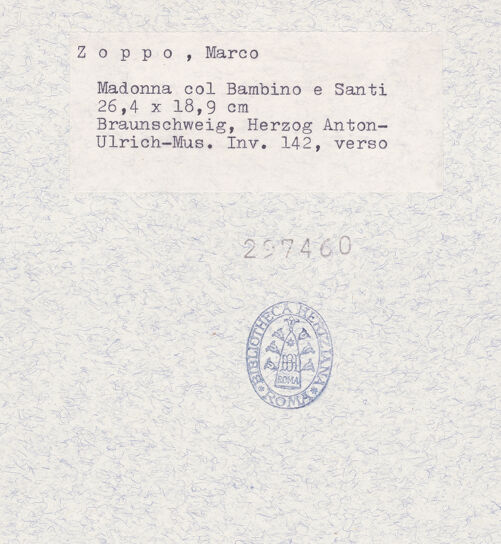 Z o p p o , Marco
Madonna col Bambino e Santi
26,4 x 18,9 cm
Braunschweig, Herzog Anton-
Ulrich-Mus. Inv. 142, verso
297460
BIBLIOTHECA HERTZIANA
ROMA
ROMA